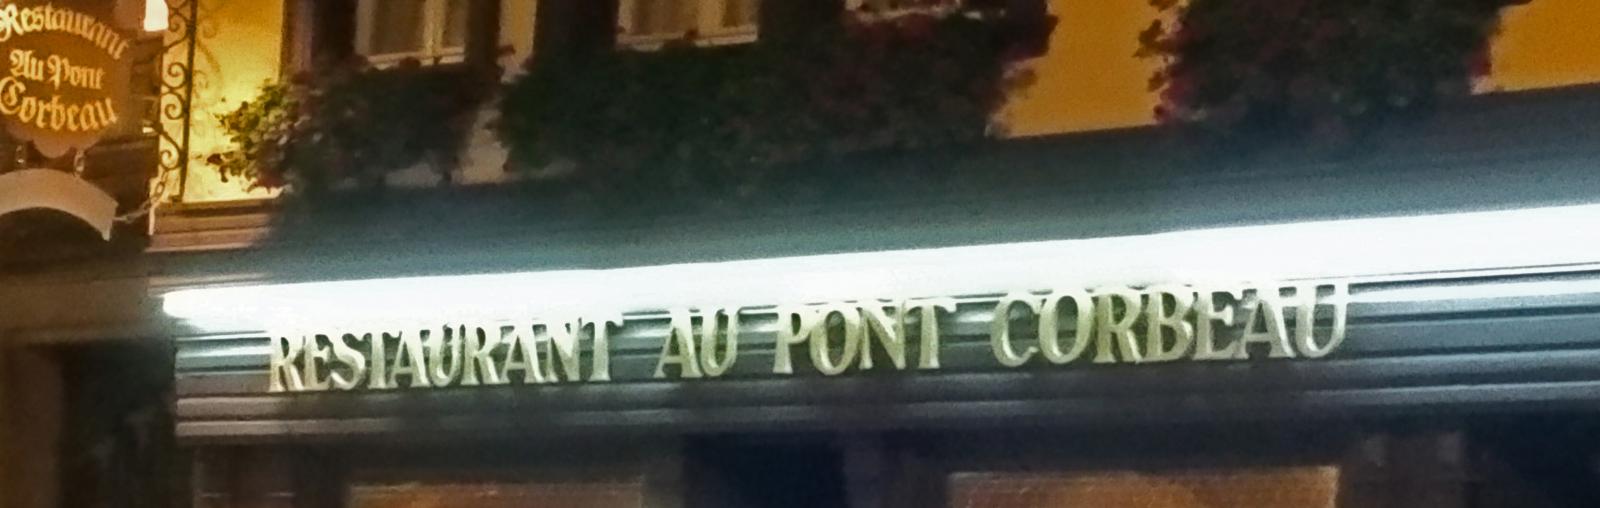 Restaurant
Au Pont
Corbeau
RESTAURANT AU PONT CORBEAU